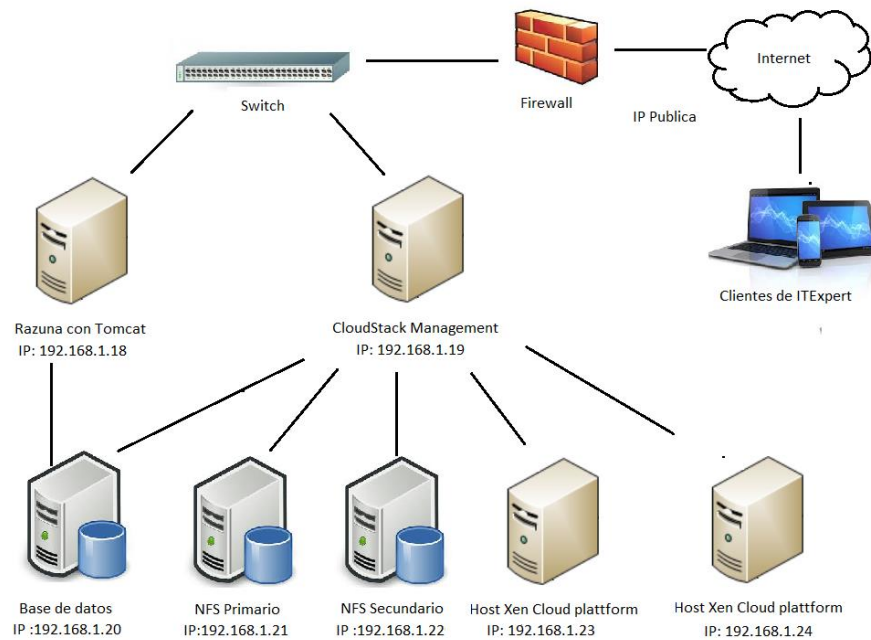 Internet
Switch
Firewall
IP Publica
Clientes de ITExpert
Razuna con Tomcat
IP: 192.168.1.18
CloudStack Management
IP: 192.168.1.19
Base de datos
IP :192.168.1.20
NFS Primario
IP:192.168.1.21
NFS Secundario
IP :192.168.1.22
Host Xen Cloud plattform
IP: 192.168.1.23
Host Xen Cloud plattform
IP: 192.168.1.24